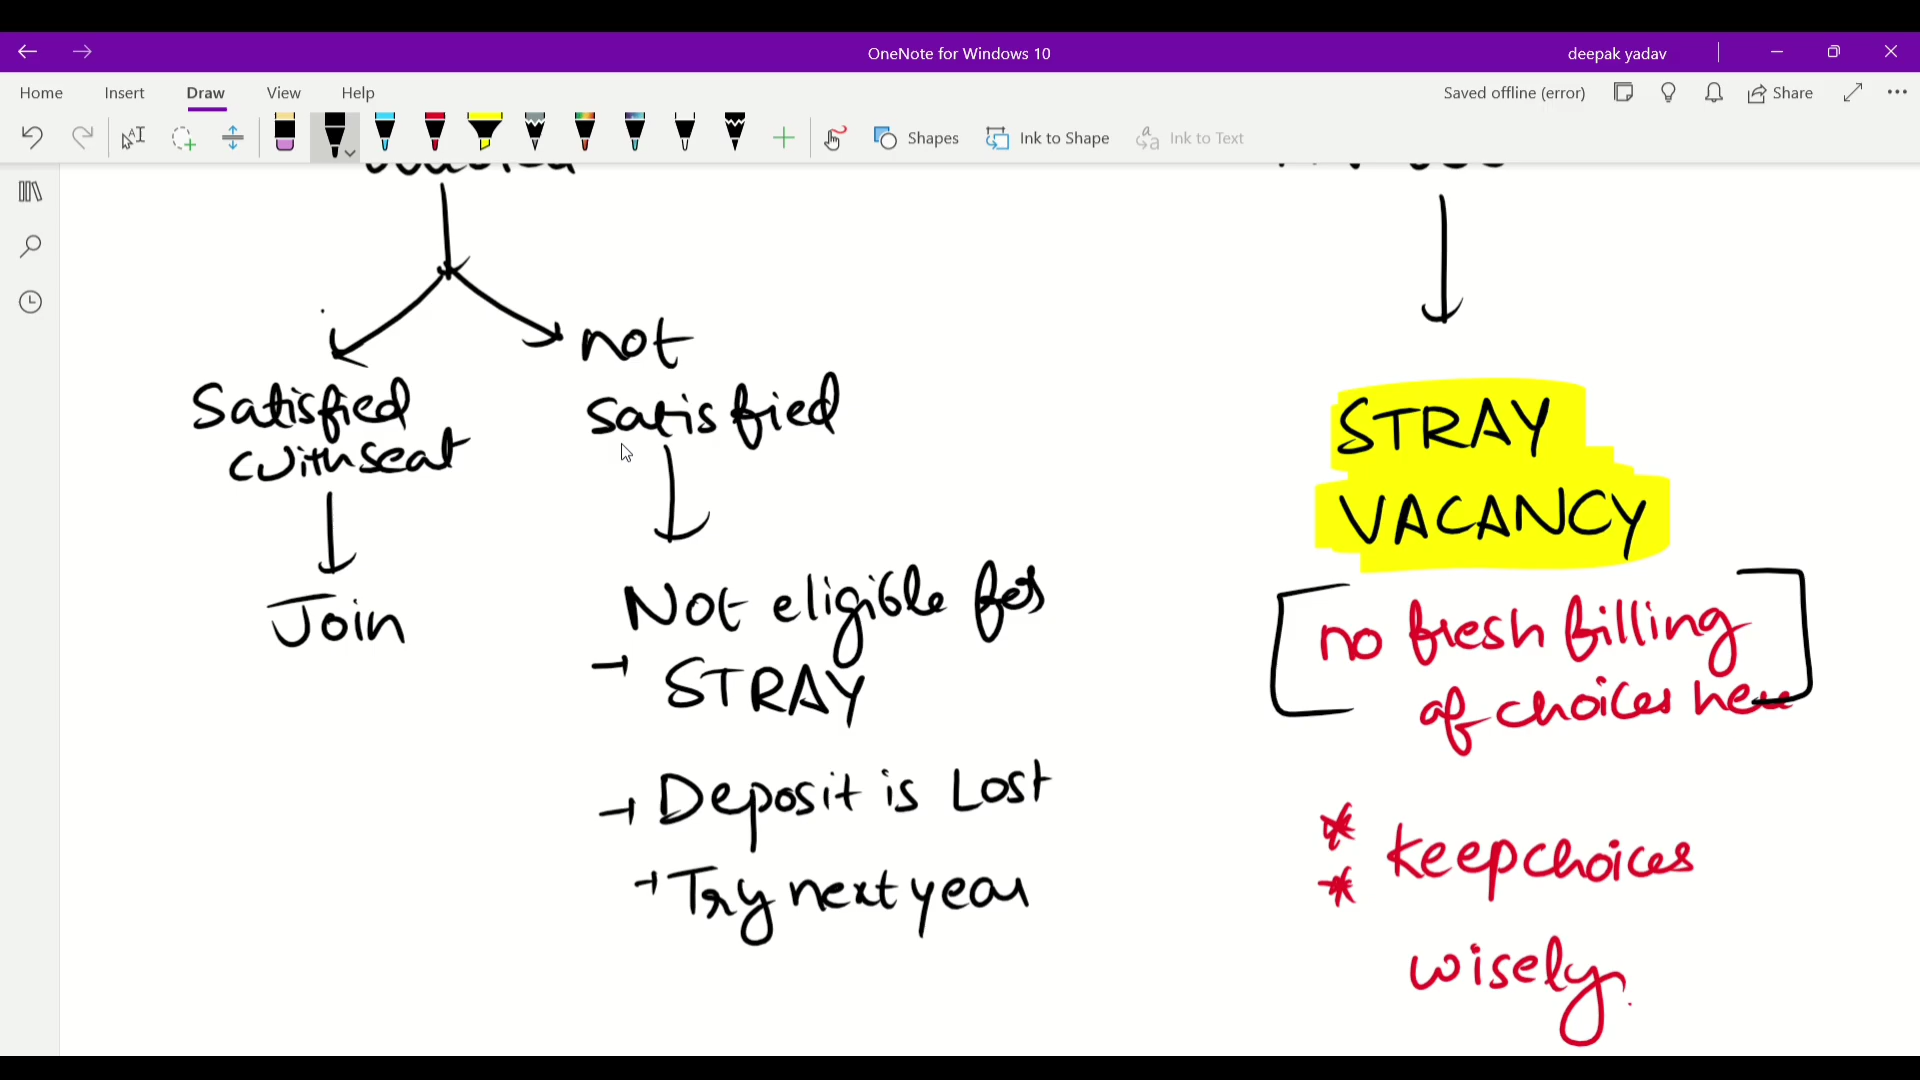 OneNote for Windows 10
deepak yadav
Home Insert Draw View Help
Saved offline (error)
Share
Shapes
Ink to Shape
Ink to Text
not
satisfied
Satisfied
with seat
Join
Not eligible for
→ STRAY
→ Deposit is Lost
→ Try next year
STRAY
VACANCY
[no fresh filling
of choices here]
* keep choices
* wisely.